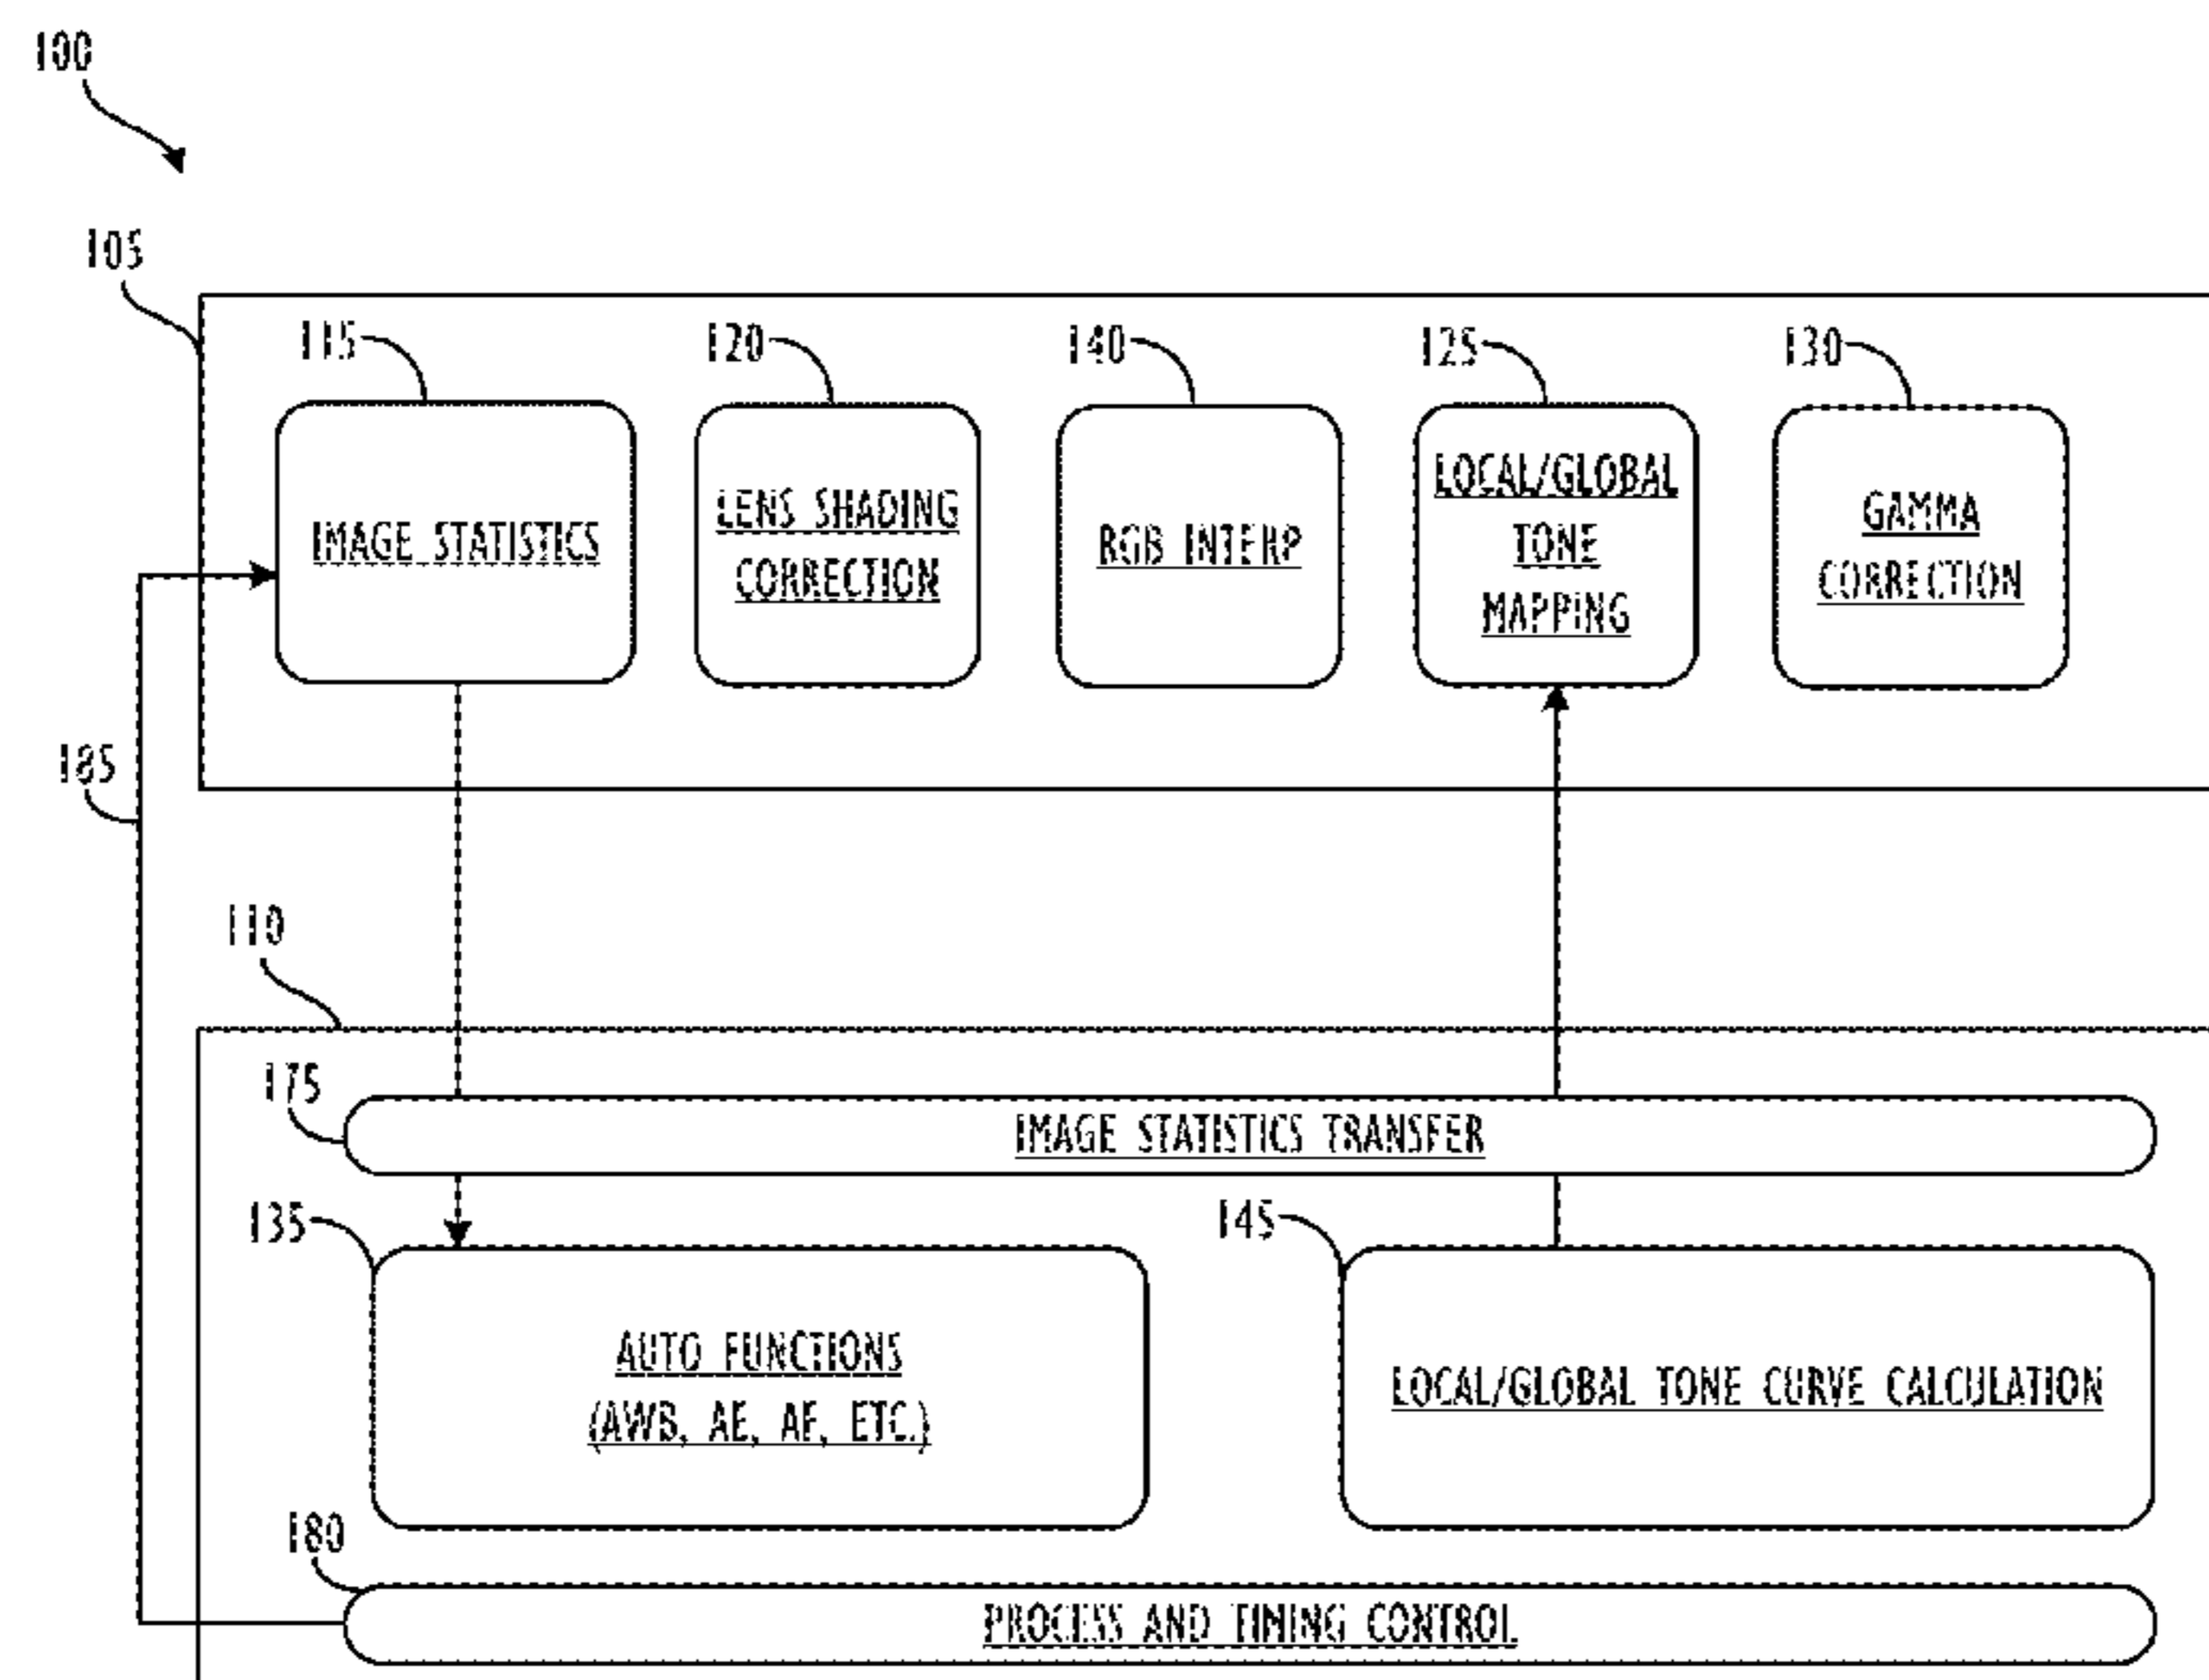 100
105
115
120
140
125
130
IMAGE STATISTICS
LENS SHADING
CORRECTION
RGB INTERP
LOCAL/GLOBAL
TONE
MAPPING
GAMMA
CORRECTION
185
110
175
IMAGE STATISTICS TRANSFER
135
145
AUTO FUNCTIONS
(AWB, AE, AF, ETC.)
LOCAL/GLOBAL TONE CURVE CALCULATION
180
PROCESS AND TIMING CONTROL